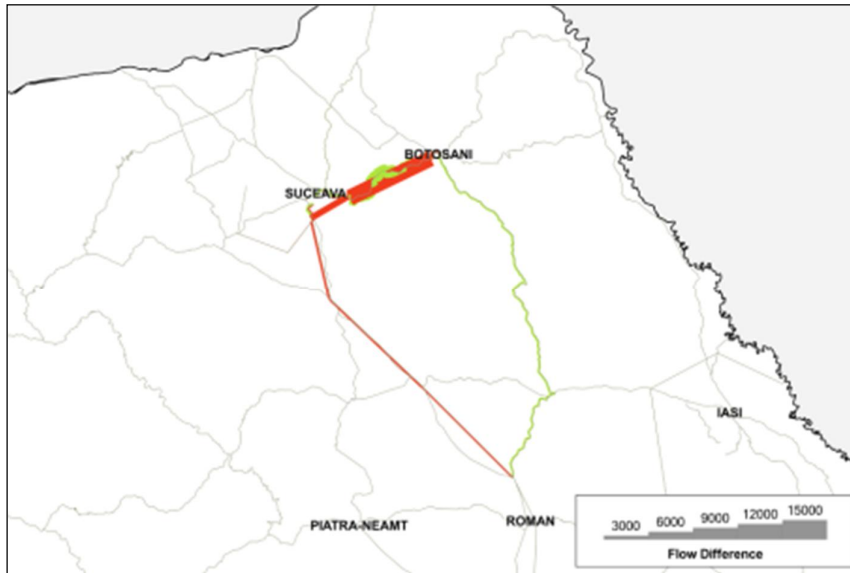 BOTOSANI
SUCEAVA
IASI
PIATRA-NEAMT
ROMAN
3000 6000 9000 12000 15000
Flow Difference